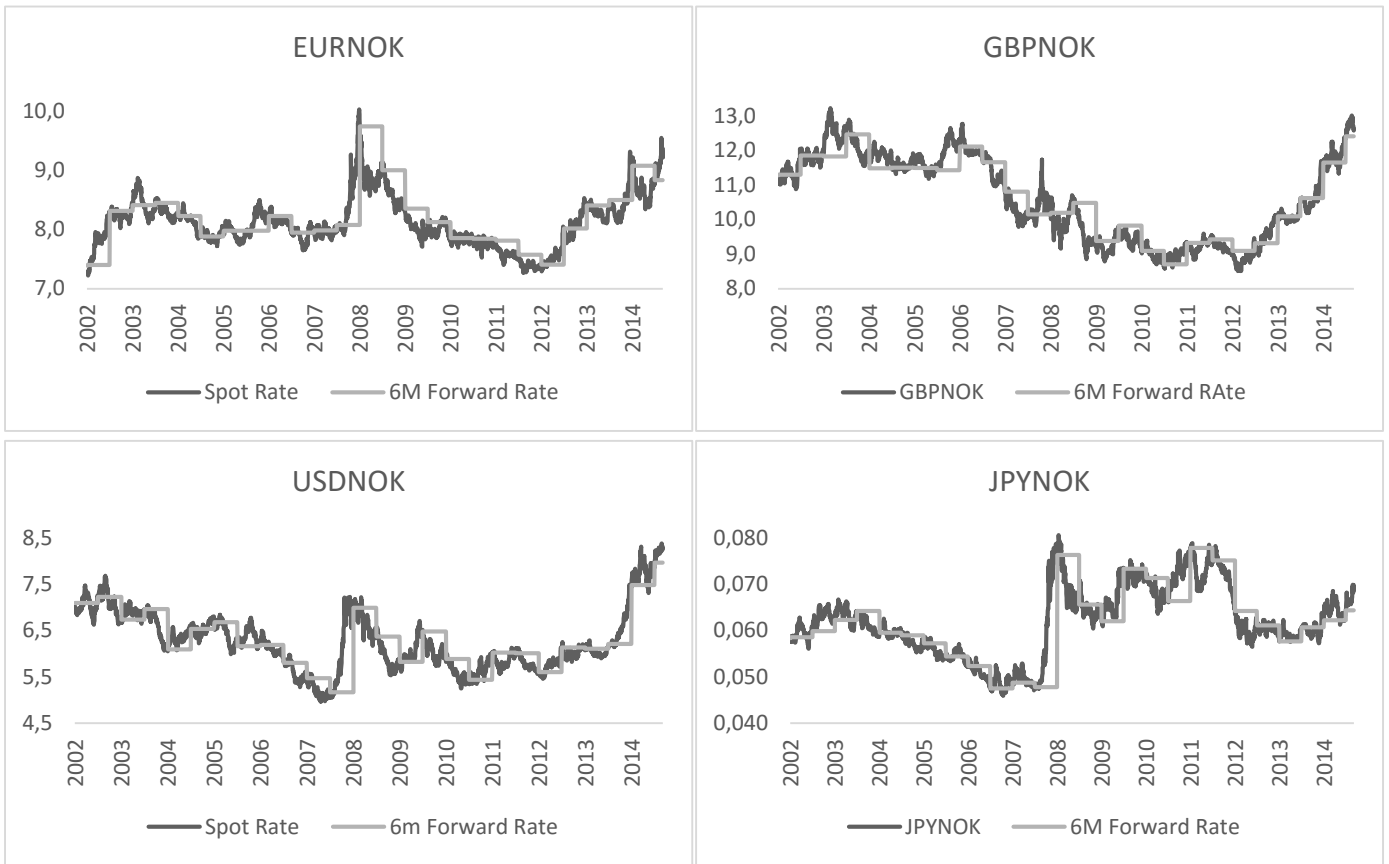 EURNOK
10,0
9,0
8,0
7,0
2002 2003 2004 2005 2006 2007 2008 2009 2010 2011 2012 2013 2014
Spot Rate 6M Forward Rate
GBPNOK
13,0
12,0
11,0
10,0
9,0
8,0
2002 2003 2004 2005 2006 2007 2008 2009 2010 2011 2012 2013 2014
GBPNOK 6M Forward RAte
USDNOK
8,5
7,5
6,5
5,5
4,5
2002 2003 2004 2005 2006 2007 2008 2009 2010 2011 2012 2013 2014
Spot Rate 6m Forward Rate
JPYNOK
0,080
0,070
0,060
0,050
0,040
2002 2003 2004 2005 2006 2007 2008 2009 2010 2011 2012 2013 2014
JPYNOK 6M Forward Rate